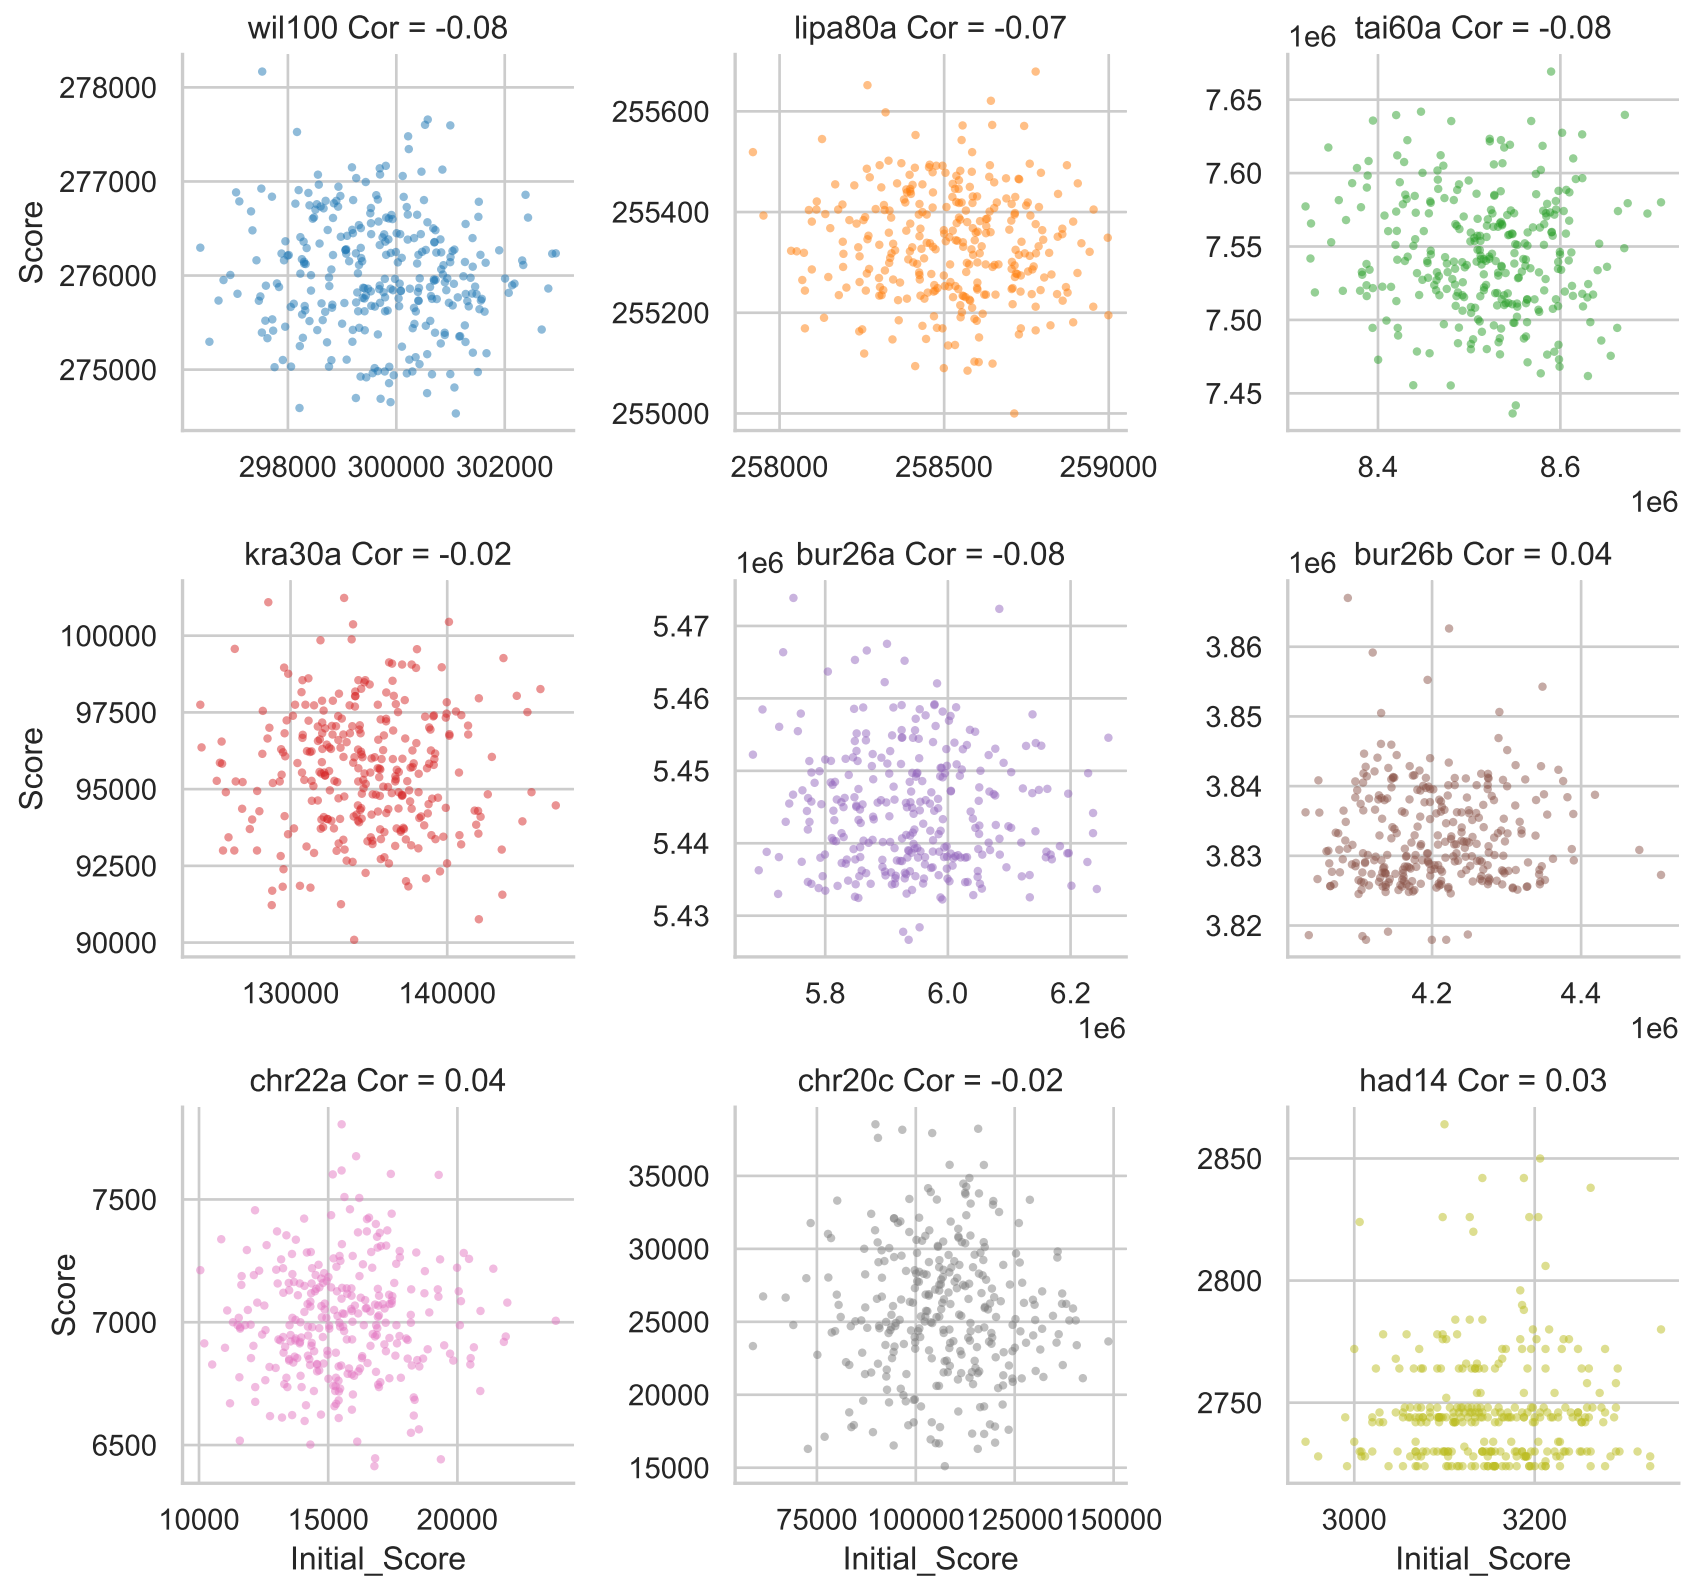 wil100 Cor = -0.08
lipa80a Cor = -0.07
1e6 tai60a Cor = -0.08
Score
278000
277000
276000
275000
298000 300000 302000
255600
255400
255200
255000
258000 258500 259000
7.65
7.60
7.55
7.50
7.45
8.4 8.6
1e6
kra30a Cor = -0.02
1e6 bur26a Cor = -0.08
1e6 bur26b Cor = 0.04
Score
100000
97500
95000
92500
90000
130000 140000
5.47
5.46
5.45
5.44
5.43
5.8 6.0 6.2
1e6
3.86
3.85
3.84
3.83
3.82
4.2 4.4
1e6
chr22a Cor = 0.04
chr20c Cor = -0.02
had14 Cor = 0.03
Score
7500
7000
6500
10000 15000 20000
Initial_Score
35000
30000
25000
20000
15000
75000 100000 125000 150000
Initial_Score
2850
2800
2750
3000 3200
Initial_Score